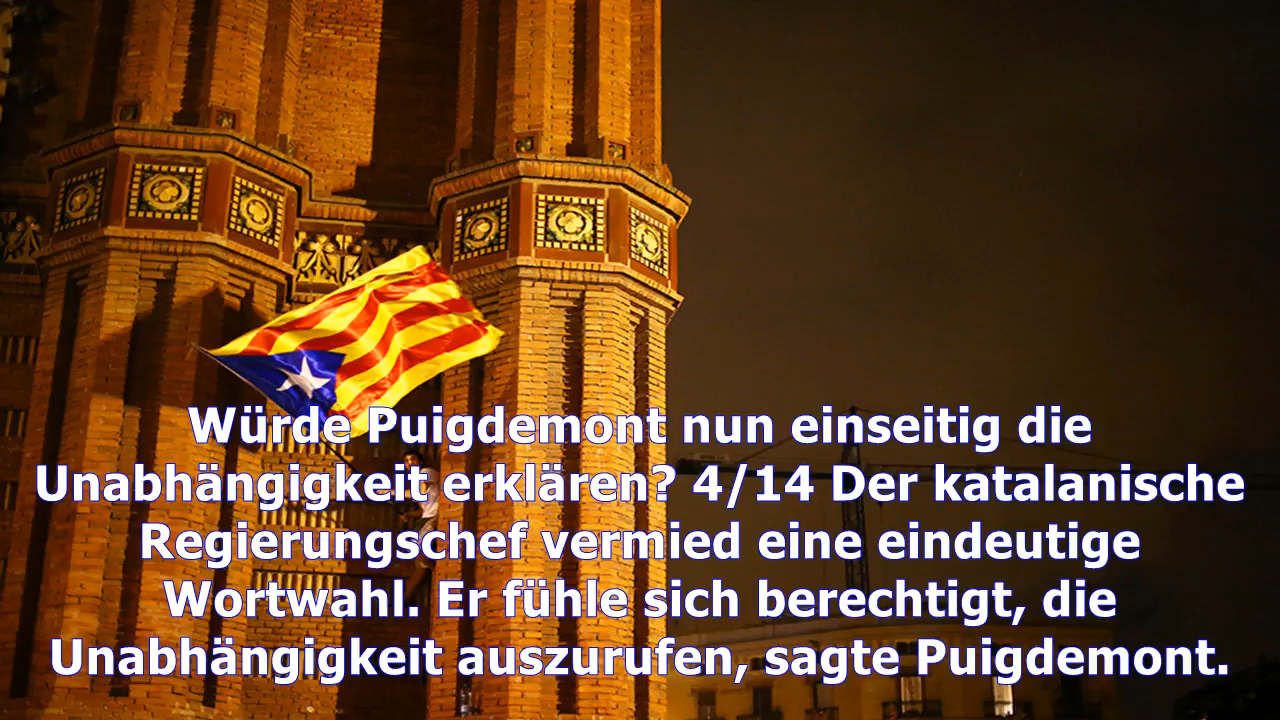 Würde Puigdemont nun einseitig die
Unabhängigkeit erklären? 4/14 Der katalanische
Regierungschef vermied eine eindeutige
Wortwahl. Er fühle sich berechtigt, die
Unabhängigkeit auszurufen, sagte Puigdemont.